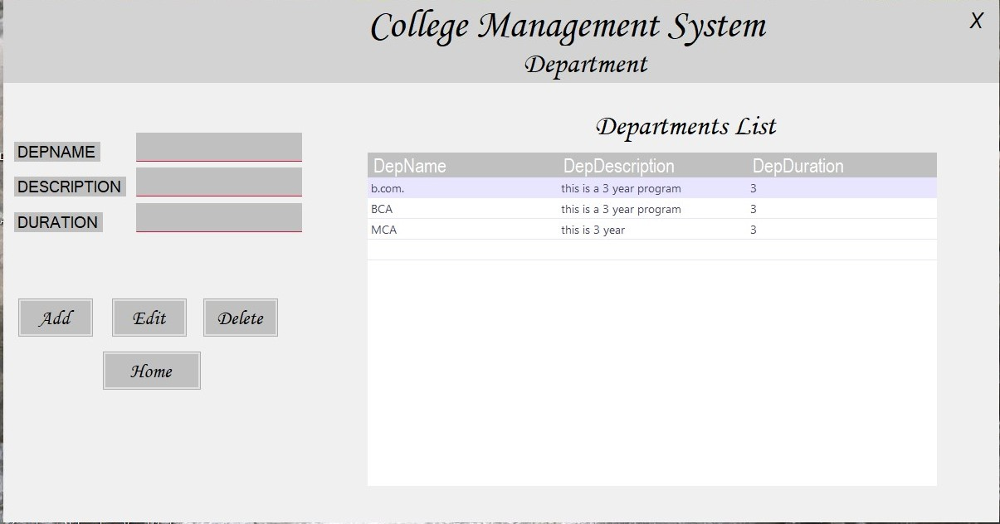 College Management System
X
Department
Departments List
DEPNAME
DESCRIPTION
DURATION
Add Edit Delete
Home
DepName DepDescription DepDuration
b.com. this is a 3 year program 3
BCA this is a 3 year program 3
MCA this is 3 year 3